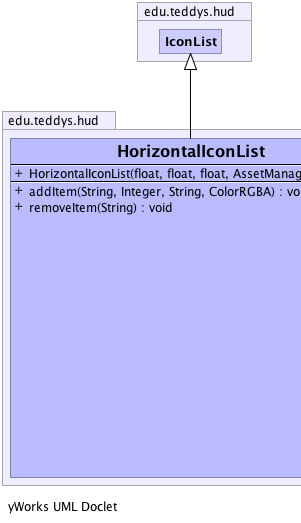 edu.teddys.hud
IconList
edu.teddys.hud
HorizontalIconList
+ HorizontalIconList(float, float, float, AssetManag
+ addItem(String, Integer, String, ColorRGBA) : vo
+ removeItem(String) : void
yWorks UML Doclet